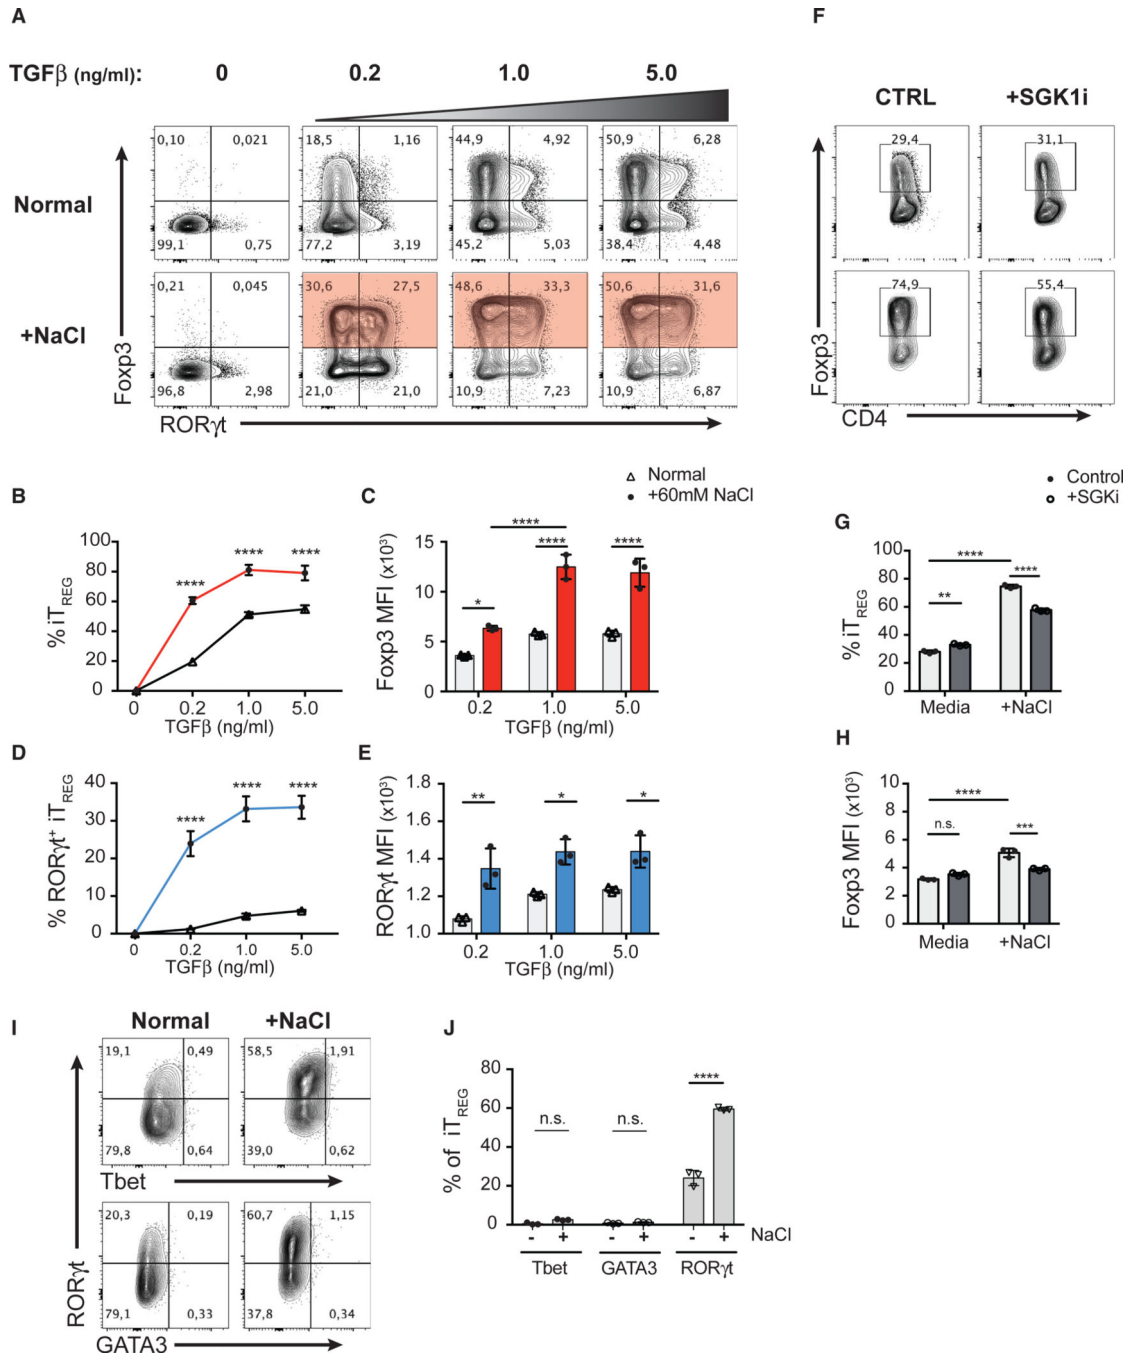 A
TGFβ (ng/ml): 0 0.2 1.0 5.0
Normal
0,10 0,021 18,5 1,16 44,9 4,92 50,9 6,28
99,1 0,75 77,2 3,19 45,2 5,03 38,4 4,48
+NaCl
0,21 0,045 30,6 27,5 48,6 33,3 50,6 31,6
96,8 2,98 21,0 21,0 10,9 7,23 10,9 6,87
Foxp3
RORγt
F
CTRL +SGK1i
29,4 31,1
74,9 55,4
Foxp3
CD4
Normal
+60mM NaCl
B
% iTREG
100
80
60
40
20
0
0 0.2 1.0 5.0
**** **** ****
TGFβ (ng/ml)
C
Foxp3 MFI (x10³)
15
10
5
0
* **** **** ****
0.2 1.0 5.0
TGFβ (ng/ml)
D
% RORγt⁺ iTREG
40
30
20
10
0
**** **** ****
0 0.2 1.0 5.0
TGFβ (ng/ml)
E
RORγt MFI (x10³)
1.8
1.6
1.4
1.2
1.0
** * *
0.2 1.0 5.0
TGFβ (ng/ml)
Control
+SGKi
G
% iTREG
100
80
60
40
20
0
**** ** ****
Media +NaCl
H
Foxp3 MFI (x10³)
10
8
6
4
2
0
**** n.s. ***
Media +NaCl
I
Normal +NaCl
19,1 0,49 58,5 1,91
79,8 0,64 39,0 0,62
Tbet
20,3 0,19 60,7 1,15
79,1 0,33 37,8 0,34
RORγt
GATA3
J
% of iTREG
80
60
40
20
0
n.s. n.s. ****
- + - + - + NaCl
Tbet GATA3 RORγt